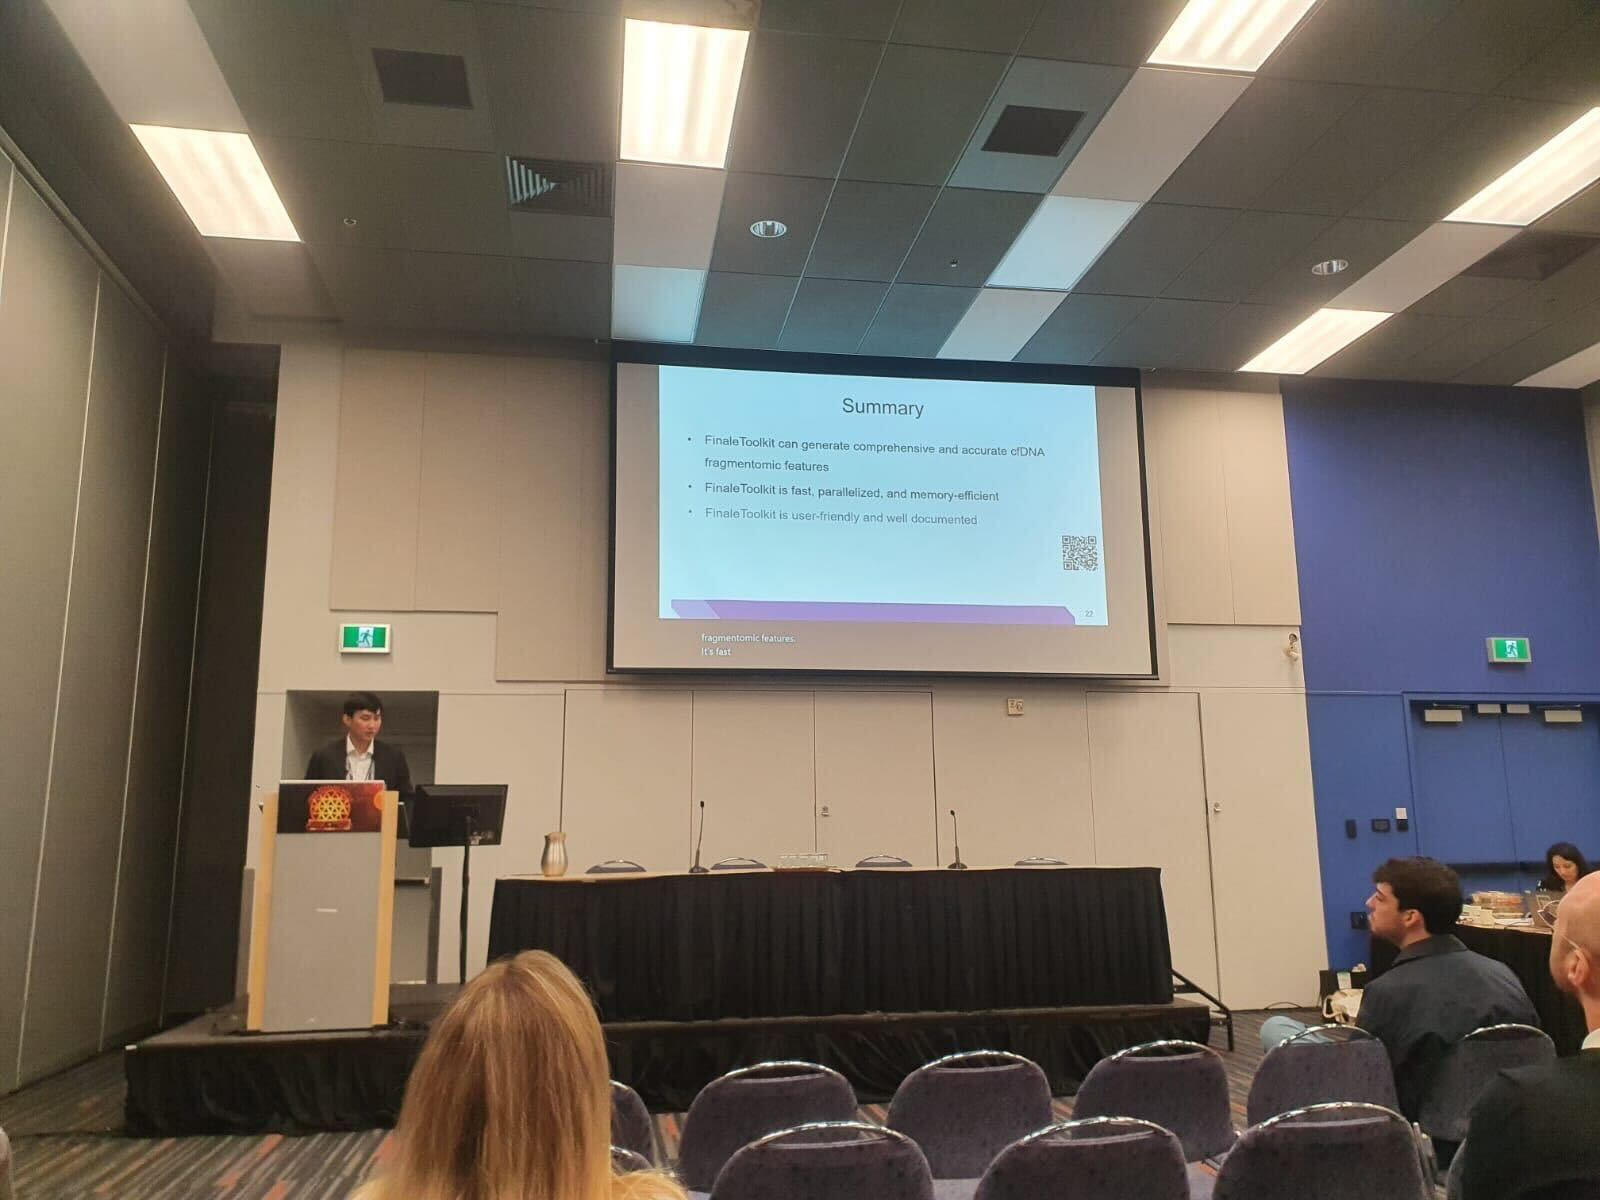 Summary
• FinaleToolkit can generate comprehensive and accurate cfDNA
fragmentomic features
• FinaleToolkit is fast, parallelized, and memory-efficient
• FinaleToolkit is user-friendly and well documented
22
fragmentomic features.
It's fast